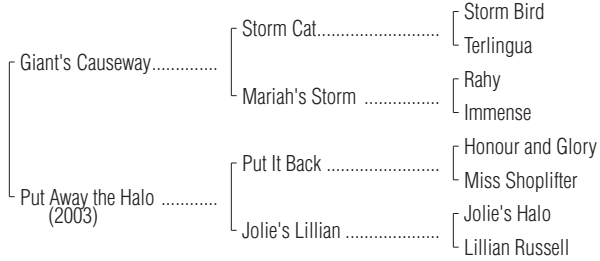 Storm Bird
Storm Cat........................
Terlingua
Giant's Causeway.............
Rahy
Mariah's Storm ................
Immense
Honour and Glory
Put It Back .....................
Miss Shoplifter
Put Away the Halo ...........
(2003)
Jolie's Halo
Jolie's Lillian ....................
Lillian Russell